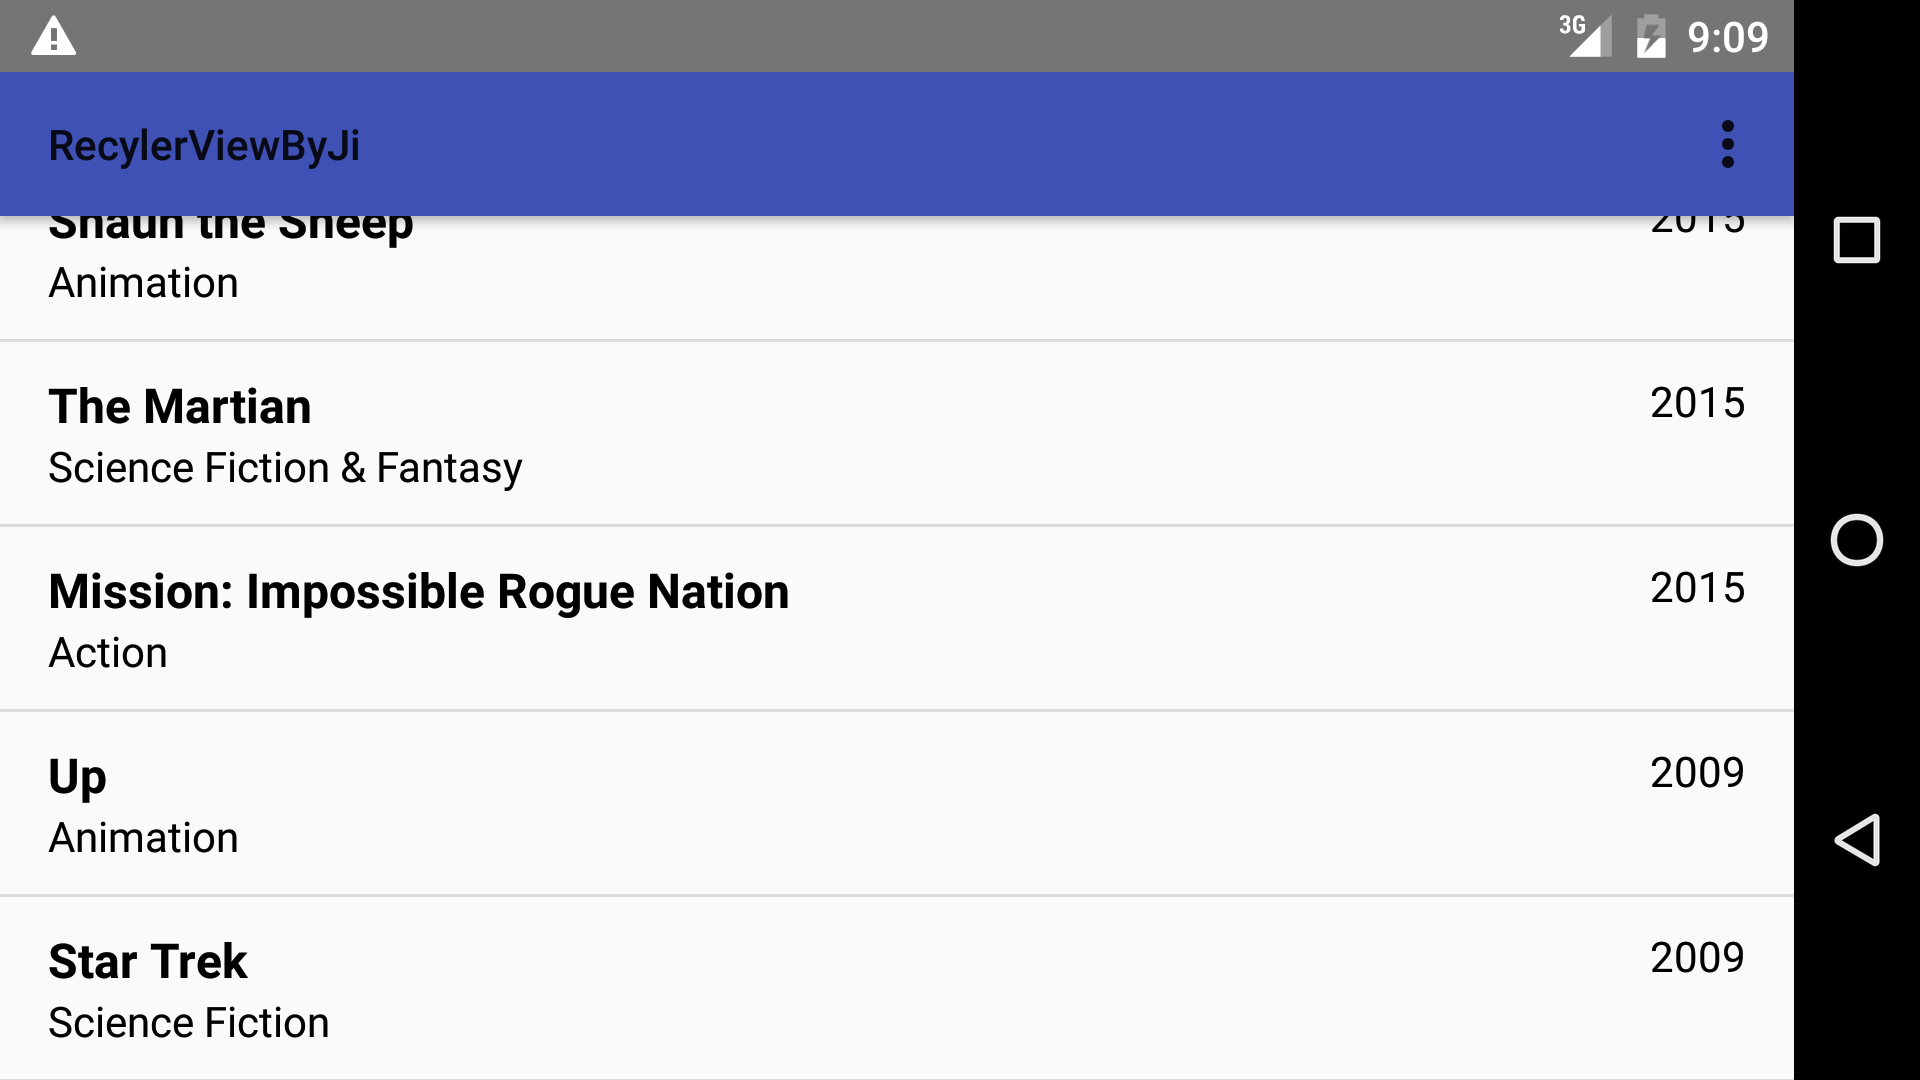 3G 9:09
RecylerViewByJi
Shaun the Sheep 2015
Animation
The Martian 2015
Science Fiction & Fantasy
Mission: Impossible Rogue Nation 2015
Action
Up 2009
Animation
Star Trek 2009
Science Fiction